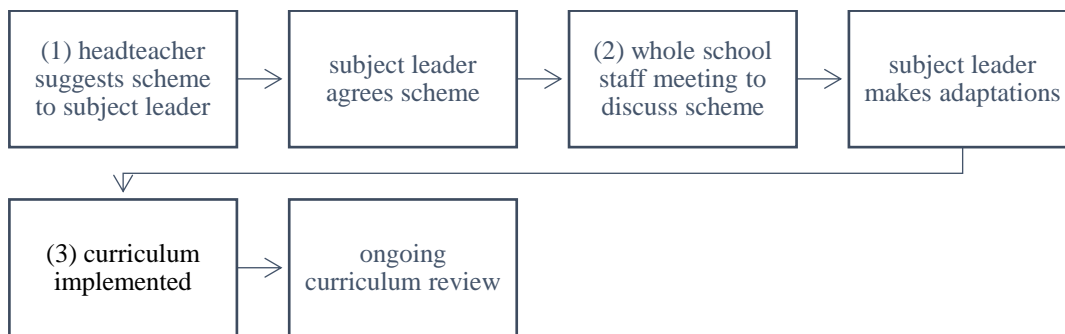 (1) headteacher
suggests scheme
to subject leader
subject leader
agrees scheme
(2) whole school
staff meeting to
discuss scheme
subject leader
makes adaptations
(3) curriculum
implemented
ongoing
curriculum review